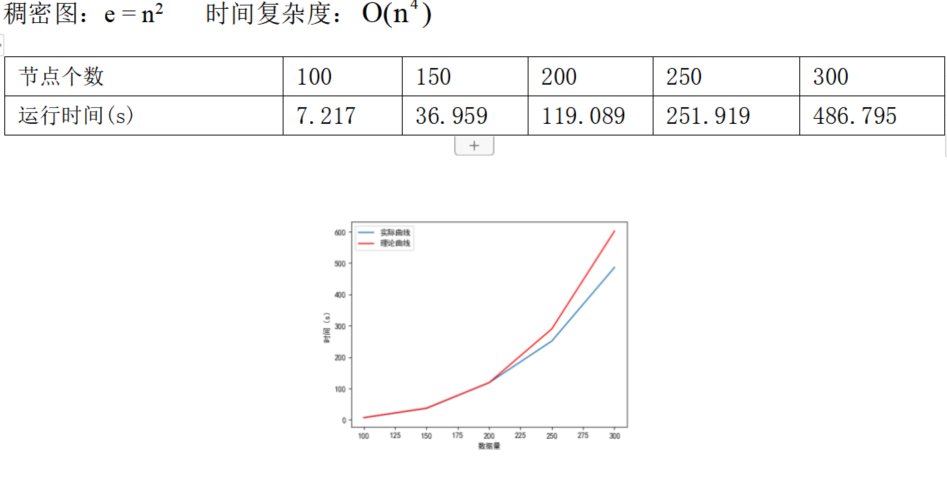 稠密图：e = n² 时间复杂度：O(n⁴)
节点个数 100 150 200 250 300
运行时间(s) 7.217 36.959 119.089 251.919 486.795
+
实际曲线
理论曲线
600
500
400
300
200
100
0
时间（s）
100 125 150 175 200 225 250 275 300
数据量